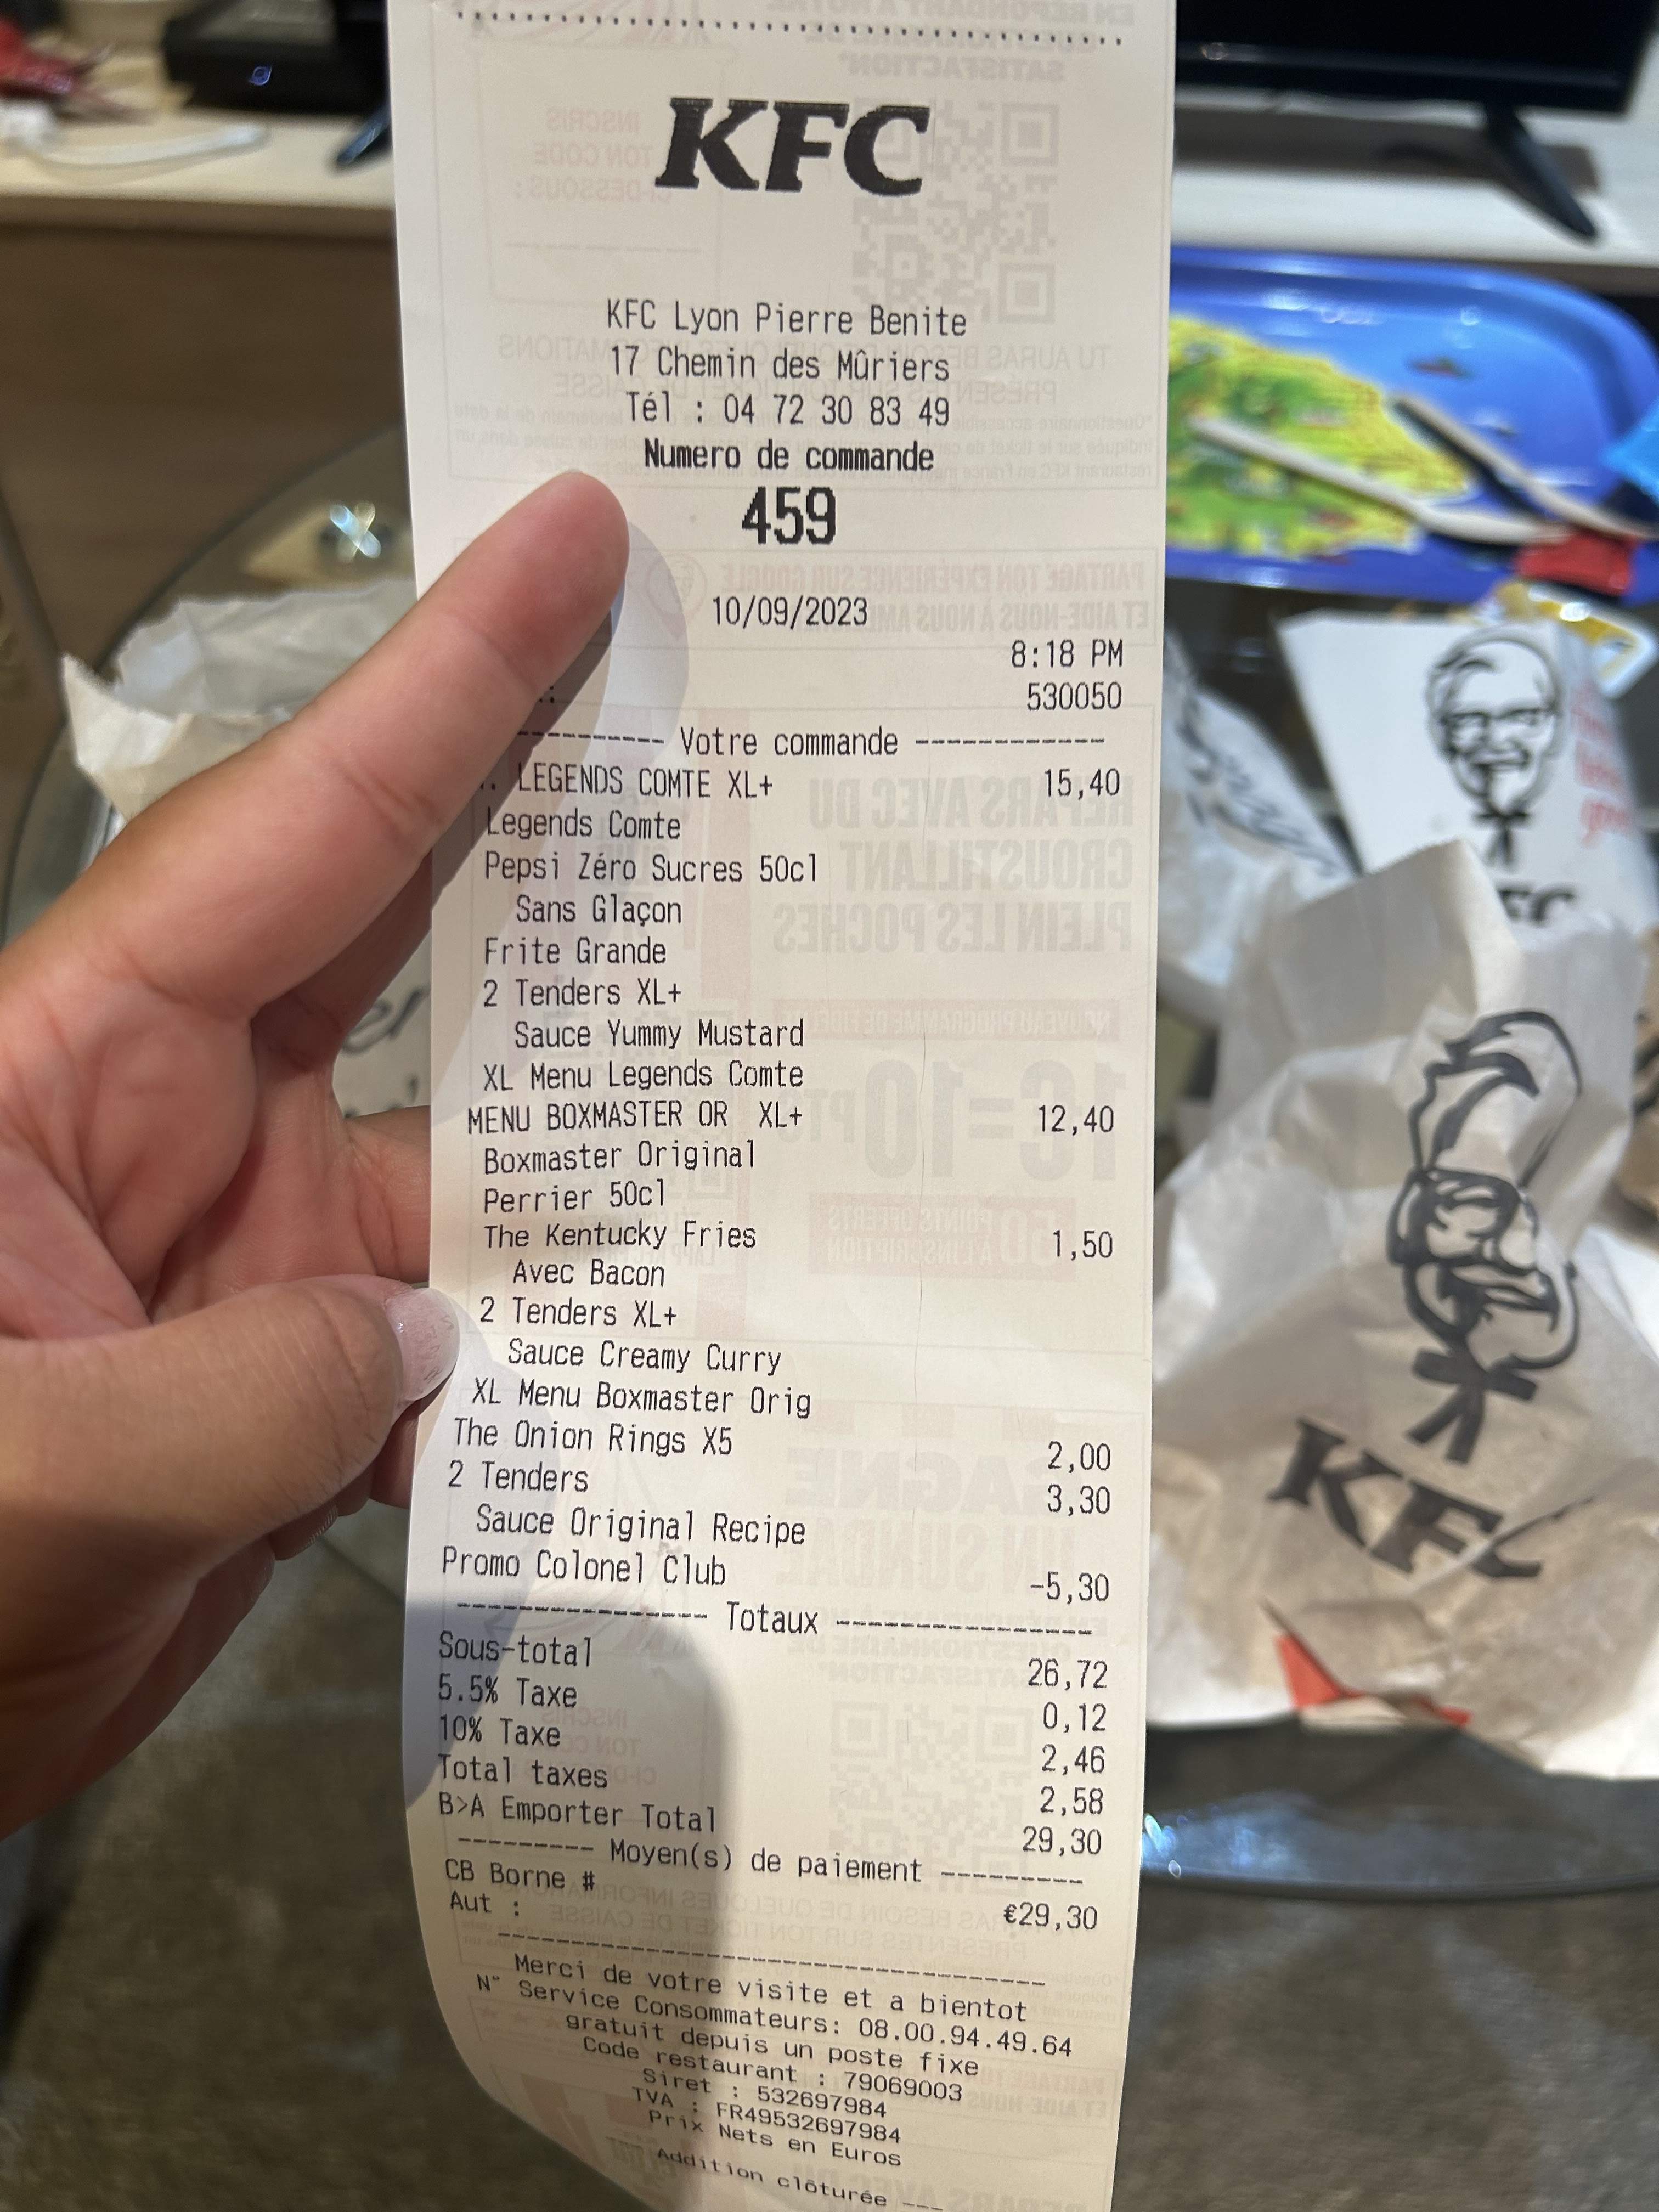 KFC
KFC Lyon Pierre Benite
17 Chemin des Mûriers
Tél : 04 72 30 83 49
Numero de commande
459
10/09/2023
8:18 PM
530050
---------- Votre commande ------------
LEGENDS COMTE XL+ 15,40
Legends Comte
Pepsi Zéro Sucres 50cl
Sans Glaçon
Frite Grande
2 Tenders XL+
Sauce Yummy Mustard
XL Menu Legends Comte
MENU BOXMASTER OR XL+ 12,40
Boxmaster Original
Perrier 50cl
The Kentucky Fries 1,50
Avec Bacon
2 Tenders XL+
Sauce Creamy Curry
XL Menu Boxmaster Orig
The Onion Rings X5 2,00
2 Tenders 3,30
Sauce Original Recipe
Promo Colonel Club -5,30
---------------- Totaux ----------------
Sous-total 26,72
5.5% Taxe 0,12
10% Taxe 2,46
Total taxes 2,58
B>A Emporter Total 29,30
--------- Moyen(s) de paiement ---------
CB Borne # €29,30
Aut :
Merci de votre visite et a bientot
N° Service Consommateurs: 08.00.94.49.64
gratuit depuis un poste fixe
Code restaurant : 79069003
Siret : 532697984
TVA : FR49532697984
Prix Nets en Euros
Addition clôturée ---
KFC